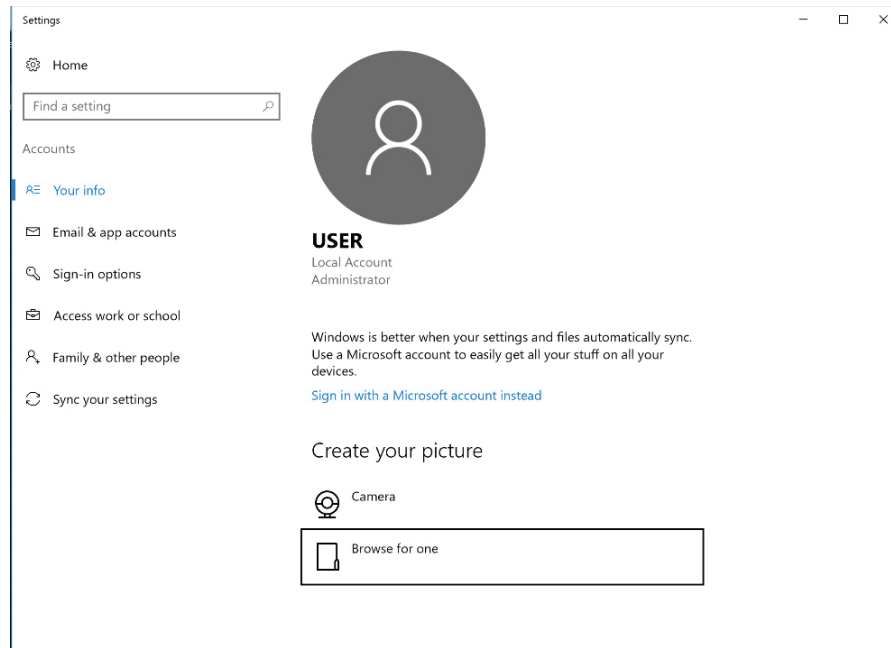 Settings
Home
Find a setting
Accounts
Your info
Email & app accounts
Sign-in options
Access work or school
Family & other people
Sync your settings
USER
Local Account
Administrator
Windows is better when your settings and files automatically sync.
Use a Microsoft account to easily get all your stuff on all your
devices.
Sign in with a Microsoft account instead
Create your picture
Camera
Browse for one